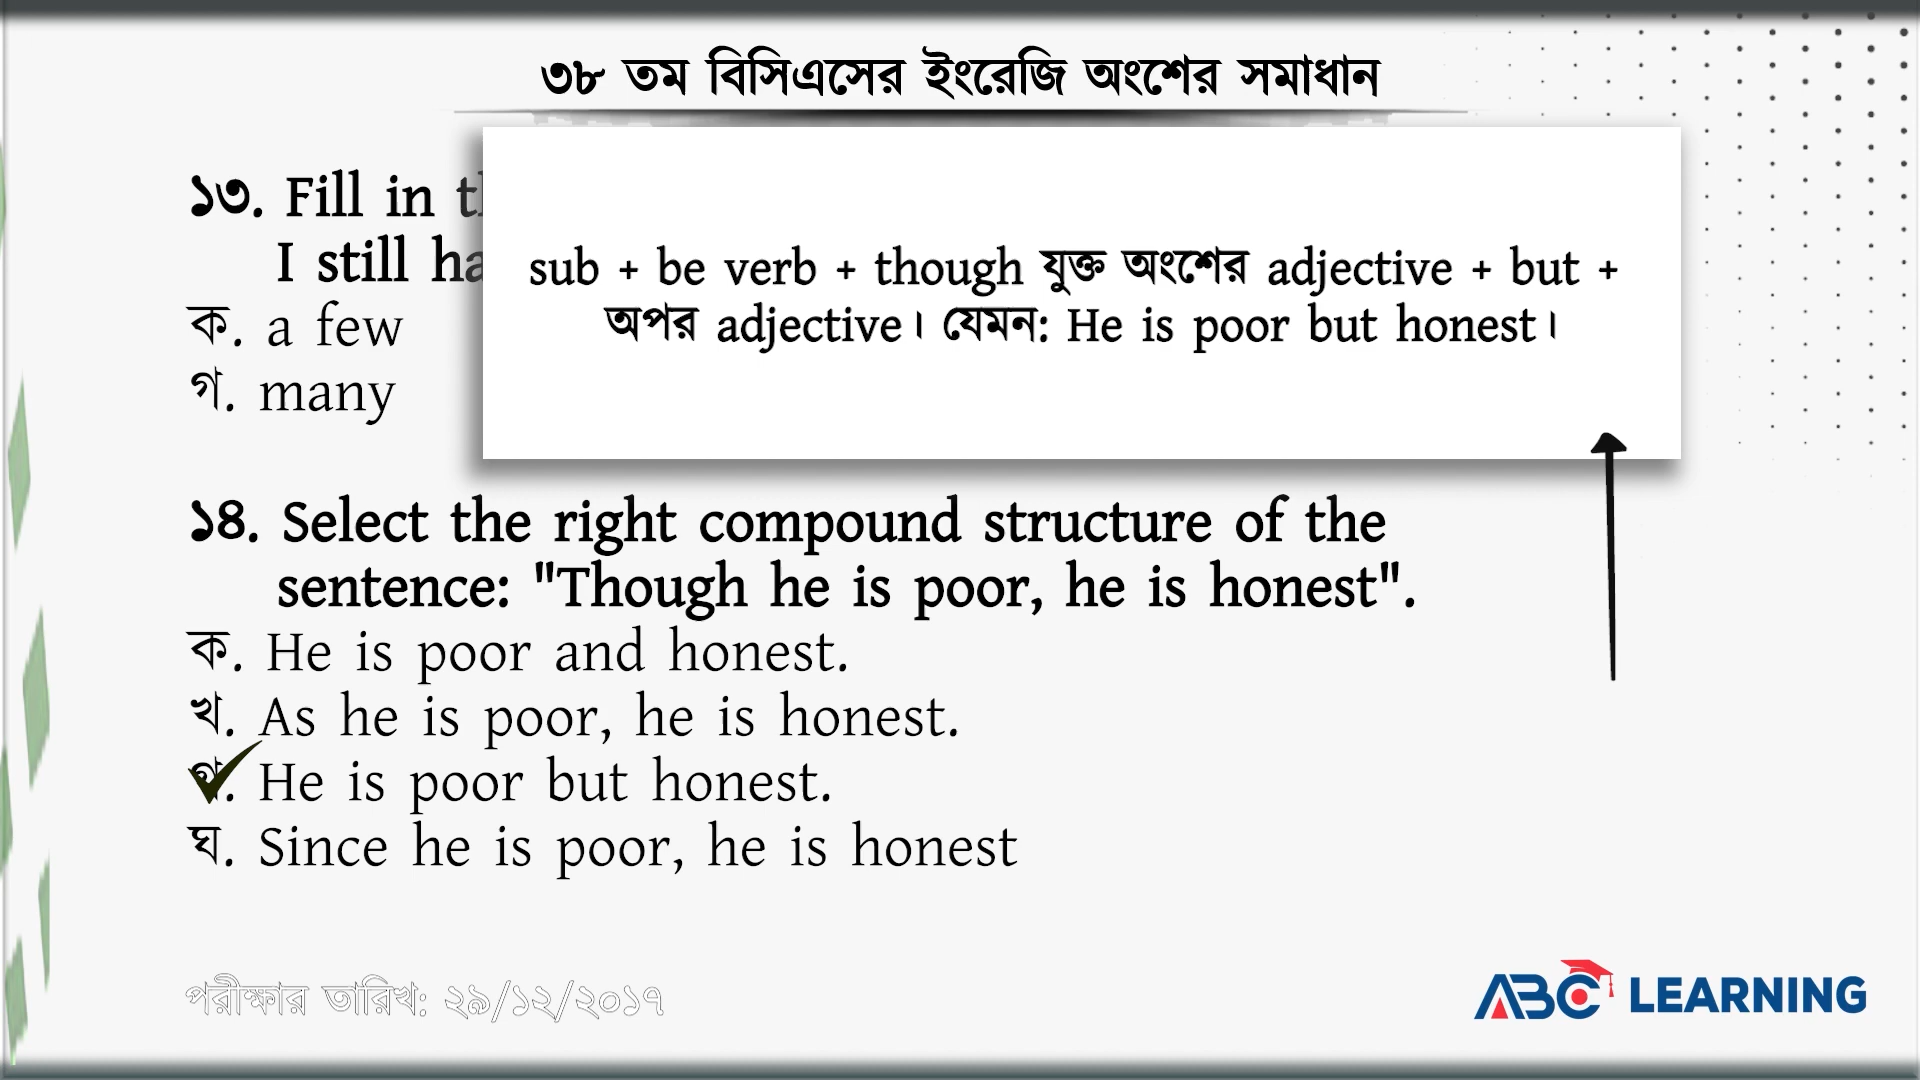 ৩৮ তম বিসিএসের ইংরেজি অংশের সমাধান
১৩. Fill in
I still
ক. a few
গ. many
sub + be verb + though যুক্ত অংশের adjective + but +
অপর adjective। যেমন: He is poor but honest।
১৪. Select the right compound structure of the
sentence: "Though he is poor, he is honest".
ক. He is poor and honest.
খ. As he is poor, he is honest.
গ. He is poor but honest.
ঘ. Since he is poor, he is honest
পরীক্ষার তারিখ: ২৯/১২/২০১৭
ABC LEARNING